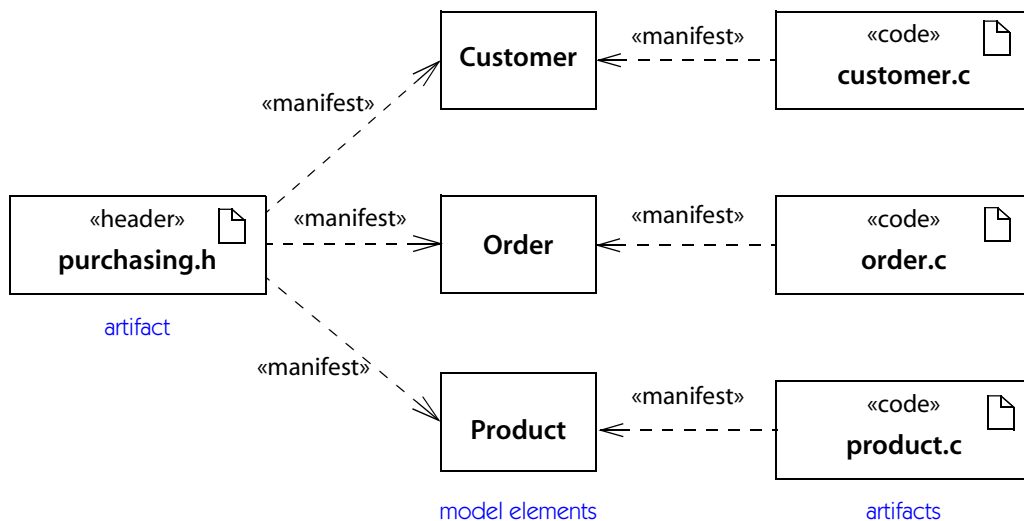 Customer
«manifest»
«code»
customer.c
«manifest»
«header»
purchasing.h
«manifest»
Order
«manifest»
«code»
order.c
artifact
«manifest»
Product
«manifest»
«code»
product.c
model elements
artifacts